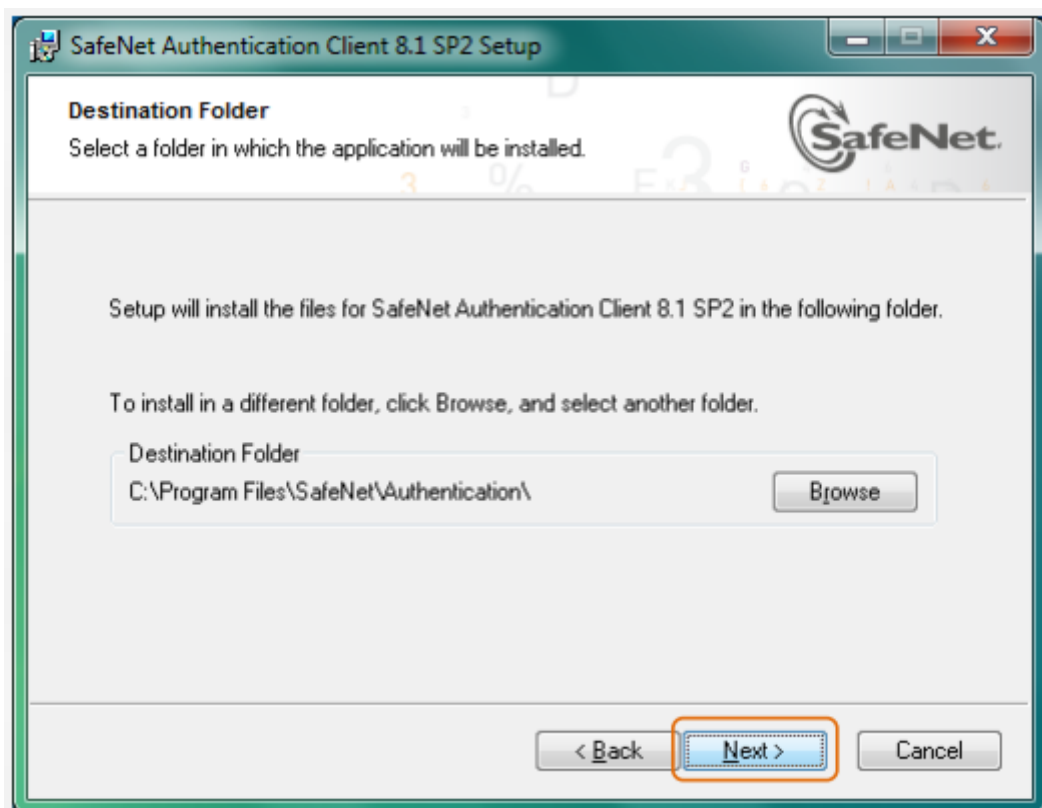 SafeNet Authentication Client 8.1 SP2 Setup
Destination Folder
Select a folder in which the application will be installed.
SafeNet.
Setup will install the files for SafeNet Authentication Client 8.1 SP2 in the following folder.
To install in a different folder, click Browse, and select another folder.
Destination Folder
C:\Program Files\SafeNet\Authentication\
Browse
< Back
Next >
Cancel